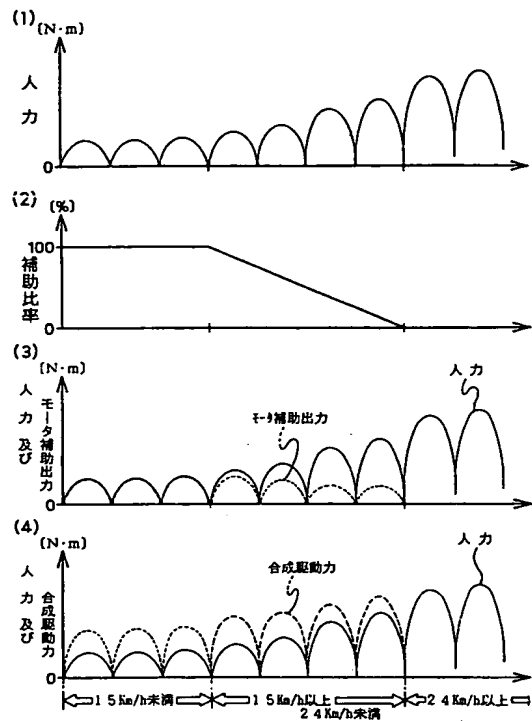 (1)
[N·m]
人力
0
(2)
[%]
100
補助比率
0
(3)
[N·m]
人力及び
モータ補助出力
人力
モータ補助出力
0
(4)
[N·m]
人力及び
合成駆動力
人力
合成駆動力
0
15Km/h未満
15Km/h以上
24Km/h未満
24Km/h以上